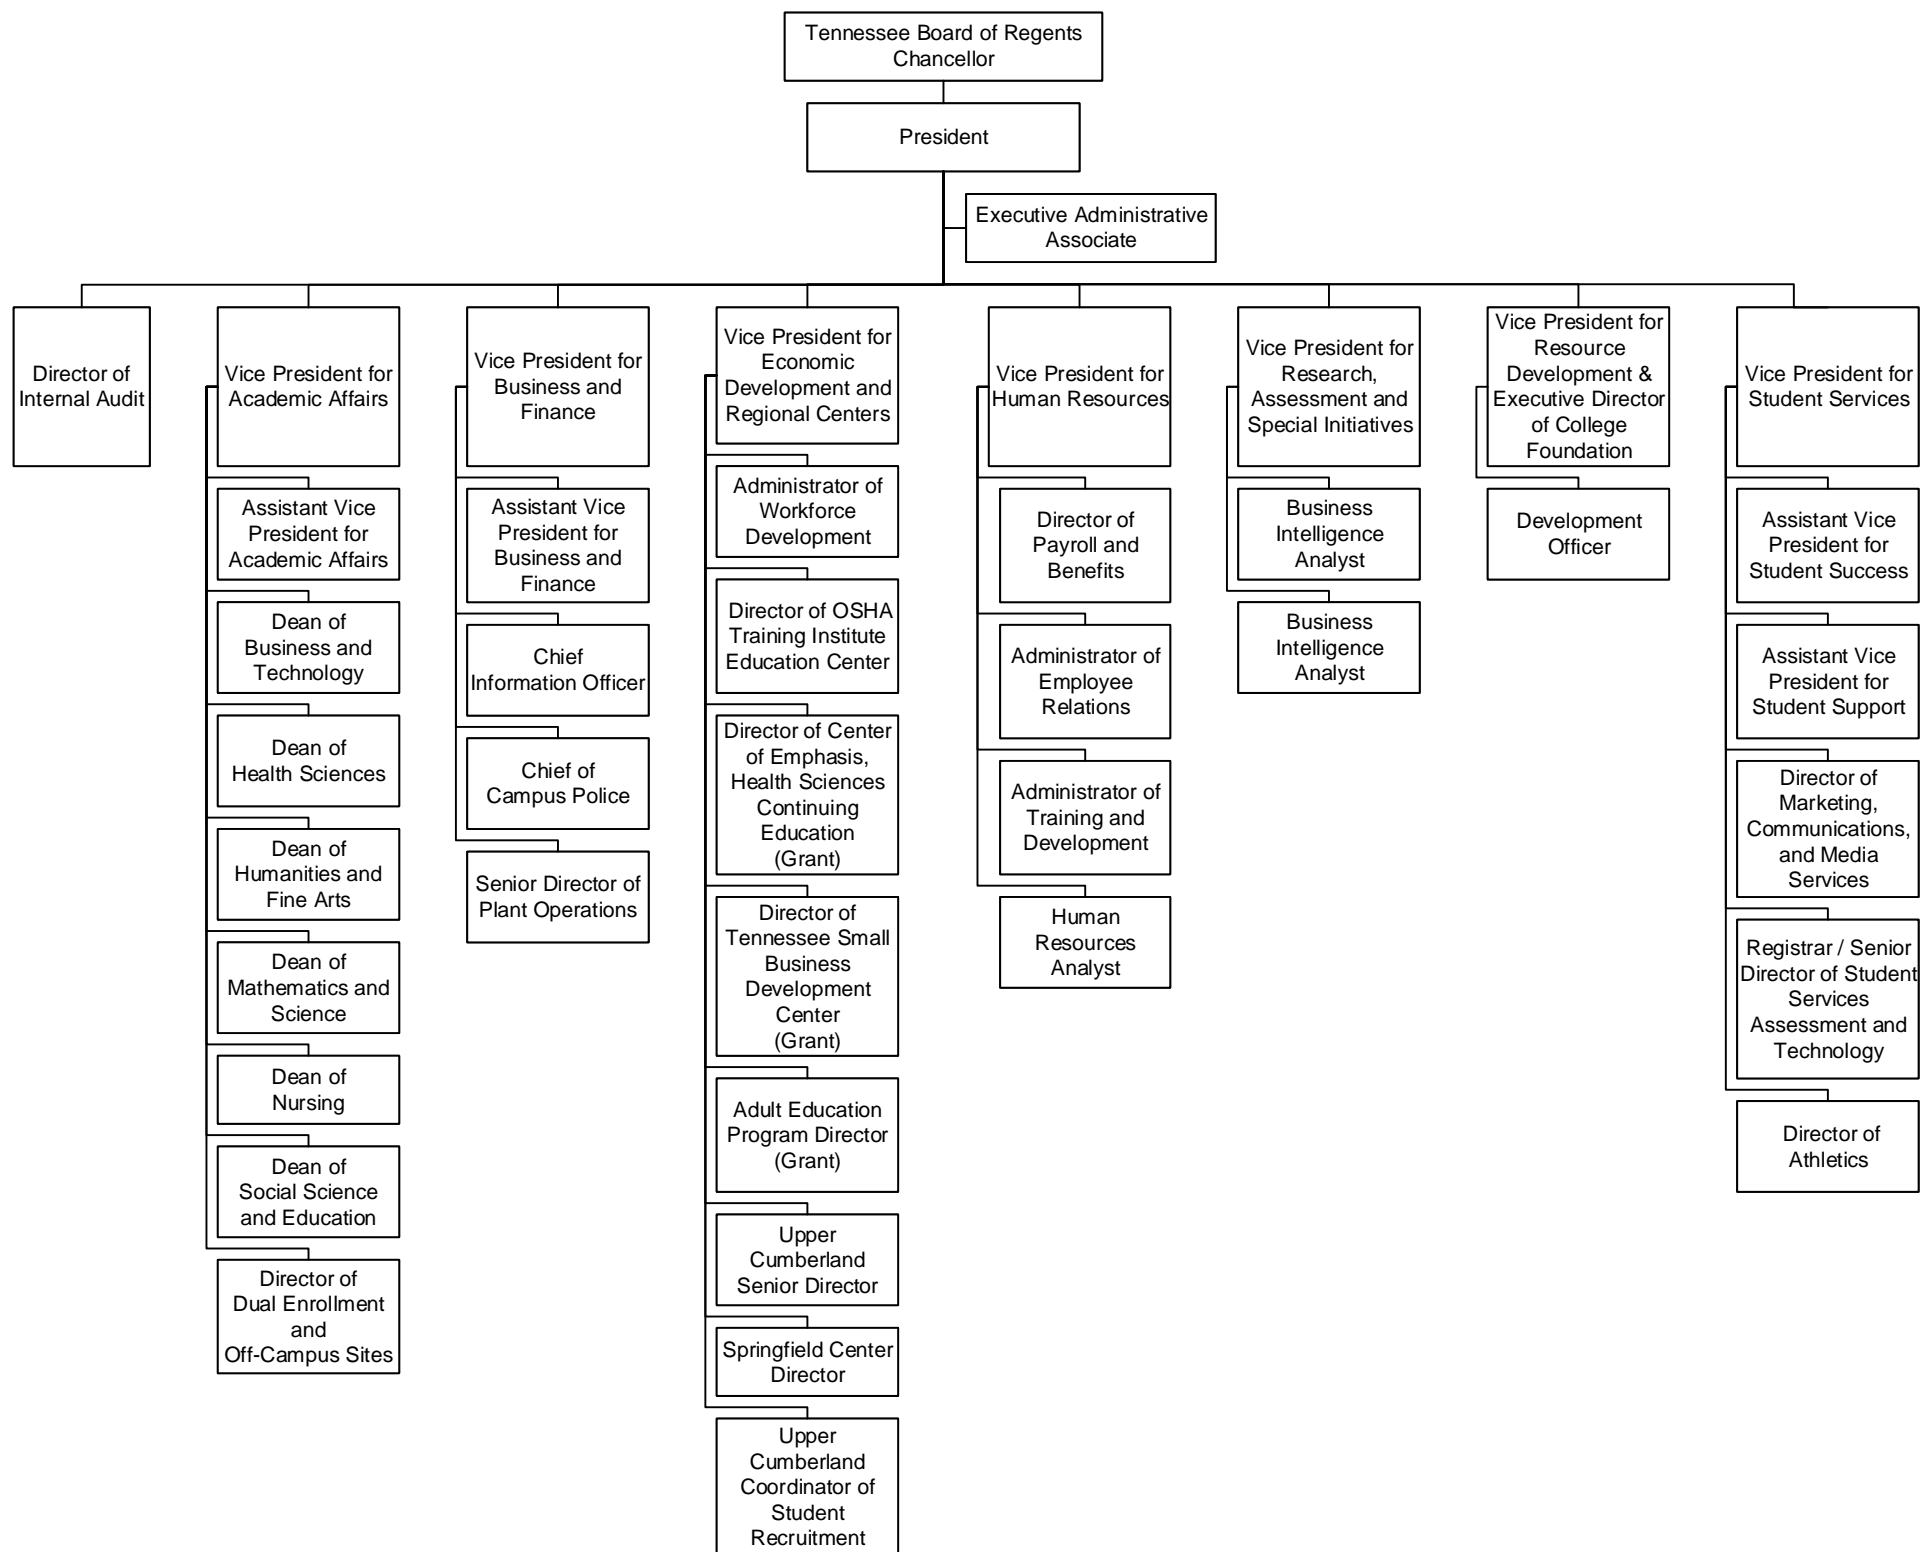 Tennessee Board of Regents
Chancellor
President
Executive Administrative
Associate
Director of
Internal Audit
Vice President for
Academic Affairs
Assistant Vice
President for
Academic Affairs
Dean of
Business and
Technology
Dean of
Health Sciences
Dean of
Humanities and
Fine Arts
Dean of
Mathematics and
Science
Dean of
Nursing
Dean of
Social Science
and Education
Director of
Dual Enrollment
and
Off-Campus Sites
Vice President for
Business and
Finance
Assistant Vice
President for
Business and
Finance
Chief
Information Officer
Chief of
Campus Police
Senior Director of
Plant Operations
Vice President for
Economic
Development and
Regional Centers
Administrator of
Workforce
Development
Director of OSHA
Training Institute
Education Center
Director of Center
of Emphasis,
Health Sciences
Continuing
Education
(Grant)
Director of
Tennessee Small
Business
Development
Center
(Grant)
Adult Education
Program Director
(Grant)
Upper
Cumberland
Senior Director
Springfield Center
Director
Upper
Cumberland
Coordinator of
Student
Recruitment
Vice President for
Human Resources
Director of
Payroll and
Benefits
Administrator of
Employee
Relations
Administrator of
Training and
Development
Human
Resources
Analyst
Vice President for
Research,
Assessment and
Special Initiatives
Business
Intelligence
Analyst
Business
Intelligence
Analyst
Vice President for
Resource
Development &
Executive Director
of College
Foundation
Development
Officer
Vice President for
Student Services
Assistant Vice
President for
Student Success
Assistant Vice
President for
Student Support
Director of
Marketing,
Communications,
and Media
Services
Registrar / Senior
Director of Student
Services
Assessment and
Technology
Director of
Athletics